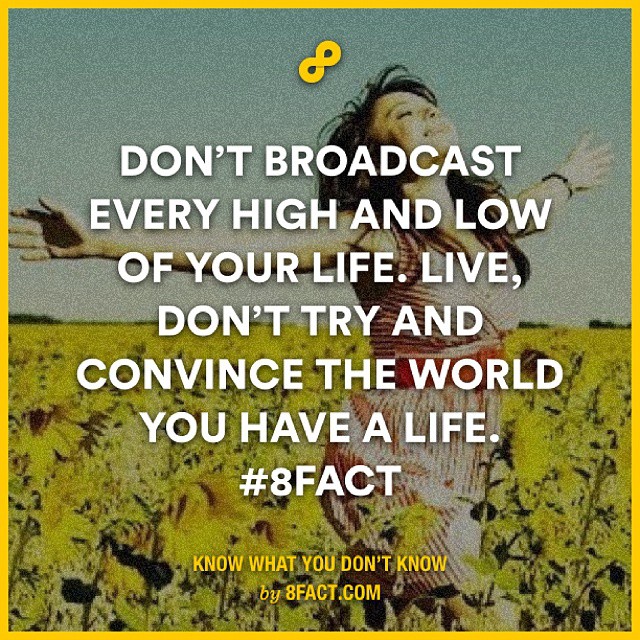 DON'T BROADCAST
EVERY HIGH AND LOW
OF YOUR LIFE. LIVE,
DON'T TRY AND
CONVINCE THE WORLD
YOU HAVE A LIFE.
#8FACT
KNOW WHAT YOU DON'T KNOW
by 8FACT.COM